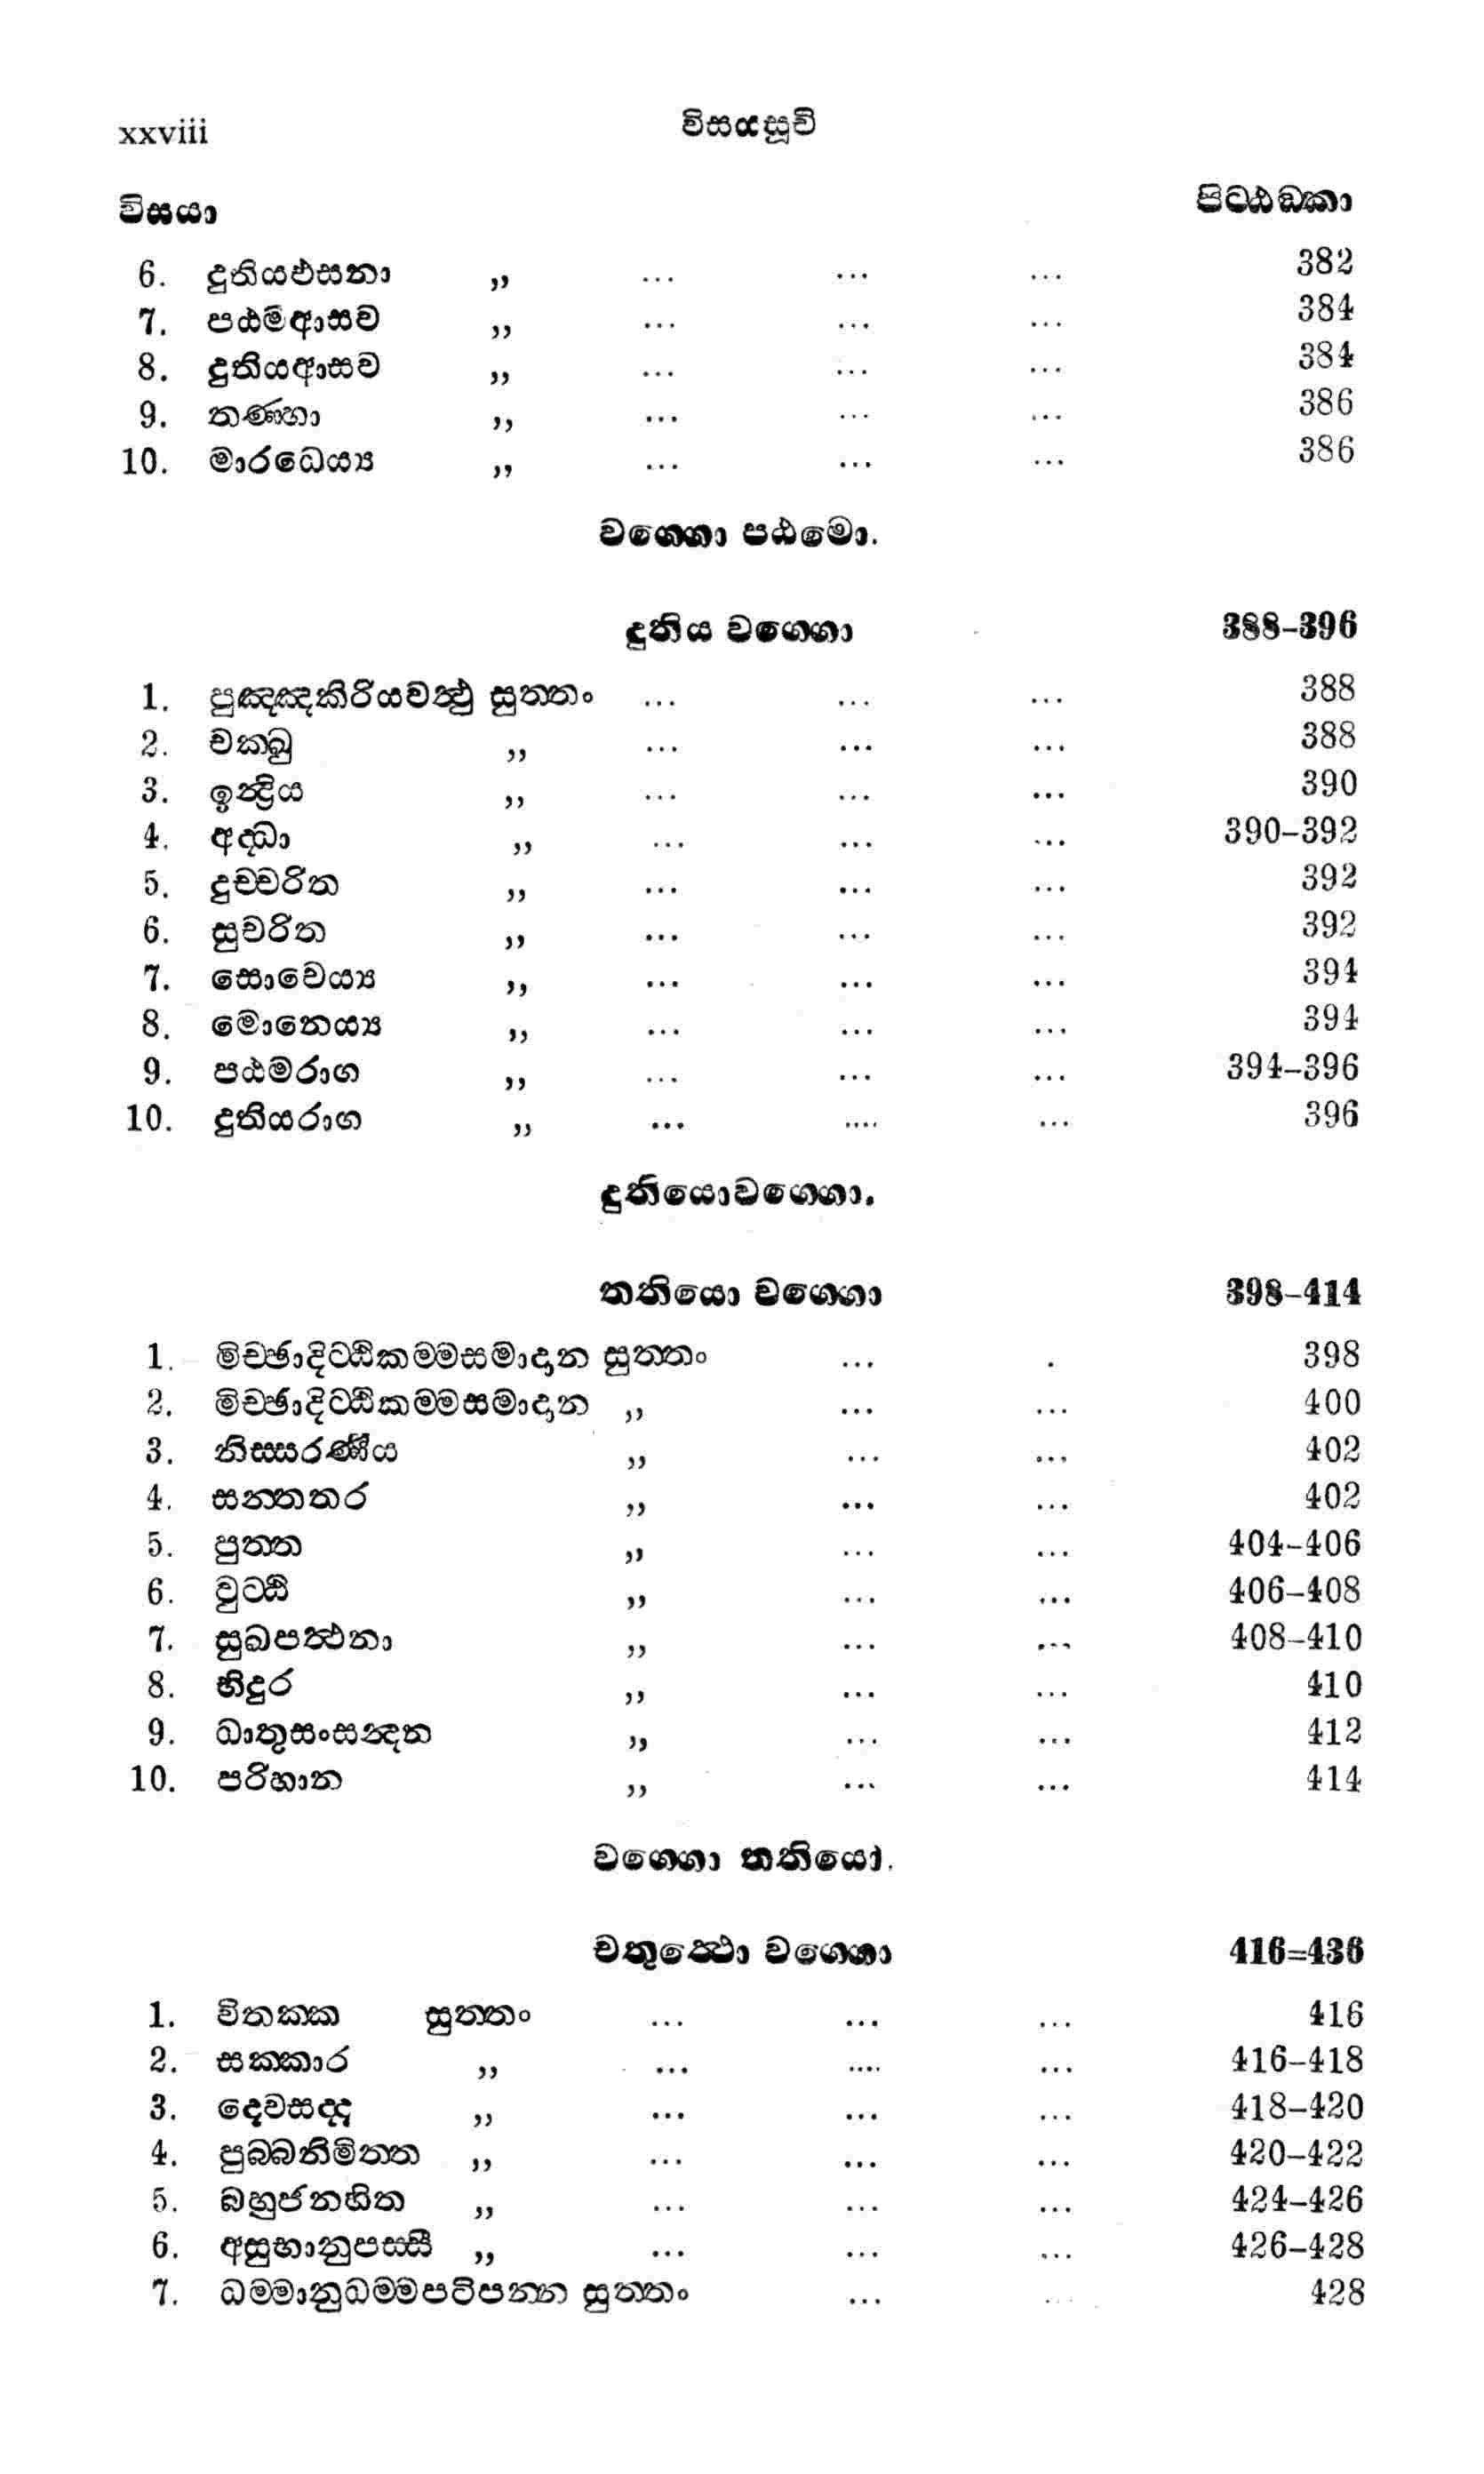 xxviii විසයසූචි
විසයා පිට්ඨඞ්කා
6. දුතියඑසනා ,, ... ... ... 382
7. පඨමආසව ,, ... ... ... 384
8. දුතියආසව ,, ... ... ... 384
9. තණ්හා ,, ... ... ... 386
10. මාරධෙය්‍ය ,, ... ... ... 386
වග්ගො පඨමො.
දුතිය වග්ගො 388-396
1. පුඤ්ඤකිරියවත්‍ථු සුත්තං ... ... ... 388
2. චක්ඛු ,, ... ... ... 388
3. ඉන්‍ද්‍රිය ,, ... ... ... 390
4. අද්ධා ,, ... ... ... 390-392
5. දුච්චරිත ,, ... ... ... 392
6. සුචරිත ,, ... ... ... 392
7. සොචෙය්‍ය ,, ... ... ... 394
8. මොනෙය්‍ය ,, ... ... ... 394
9. පඨමරාග ,, ... ... ... 394-396
10. දුතියරාග ,, ... .... ... 396
දුතියොවග්ගො.
තතියො වග්ගො 398-414
1. මිච්ඡාදිට්ඨිකම්මසමාදාන සුත්තං ... . 398
2. මිච්ඡාදිට්ඨිකම්මසමාදාන ,, ... ... 400
3. නිස්සරණීය ,, ... ... 402
4. සන්තතර ,, ... ... 402
5. පුත්ත ,, ... ... 404-406
6. වුට්ඨි ,, ... ... 406-408
7. සුඛපත්‍ථනා ,, ... ... 408-410
8. භිදුර ,, ... ... 410
9. ධාතුසංසන්‍දන ,, ... ... 412
10. පරිහාන ,, ... ... 414
වග්ගො තතියො.
චතුත්‍ථො වග්ගො 416=436
1. විතක්ක සුත්තං ... ... ... 416
2. සක්කාර ,, ... .... ... 416-418
3. දෙවසද්ද ,, ... ... ... 418-420
4. පුබ්බනිමිත්ත ,, ... ... ... 420-422
5. බහුජනහිත ,, ... ... ... 424-426
6. අසුභානුපස්සී ,, ... ... ... 426-428
7. ධම්මානුධම්මපටිපන්න සුත්තං ... ... 428